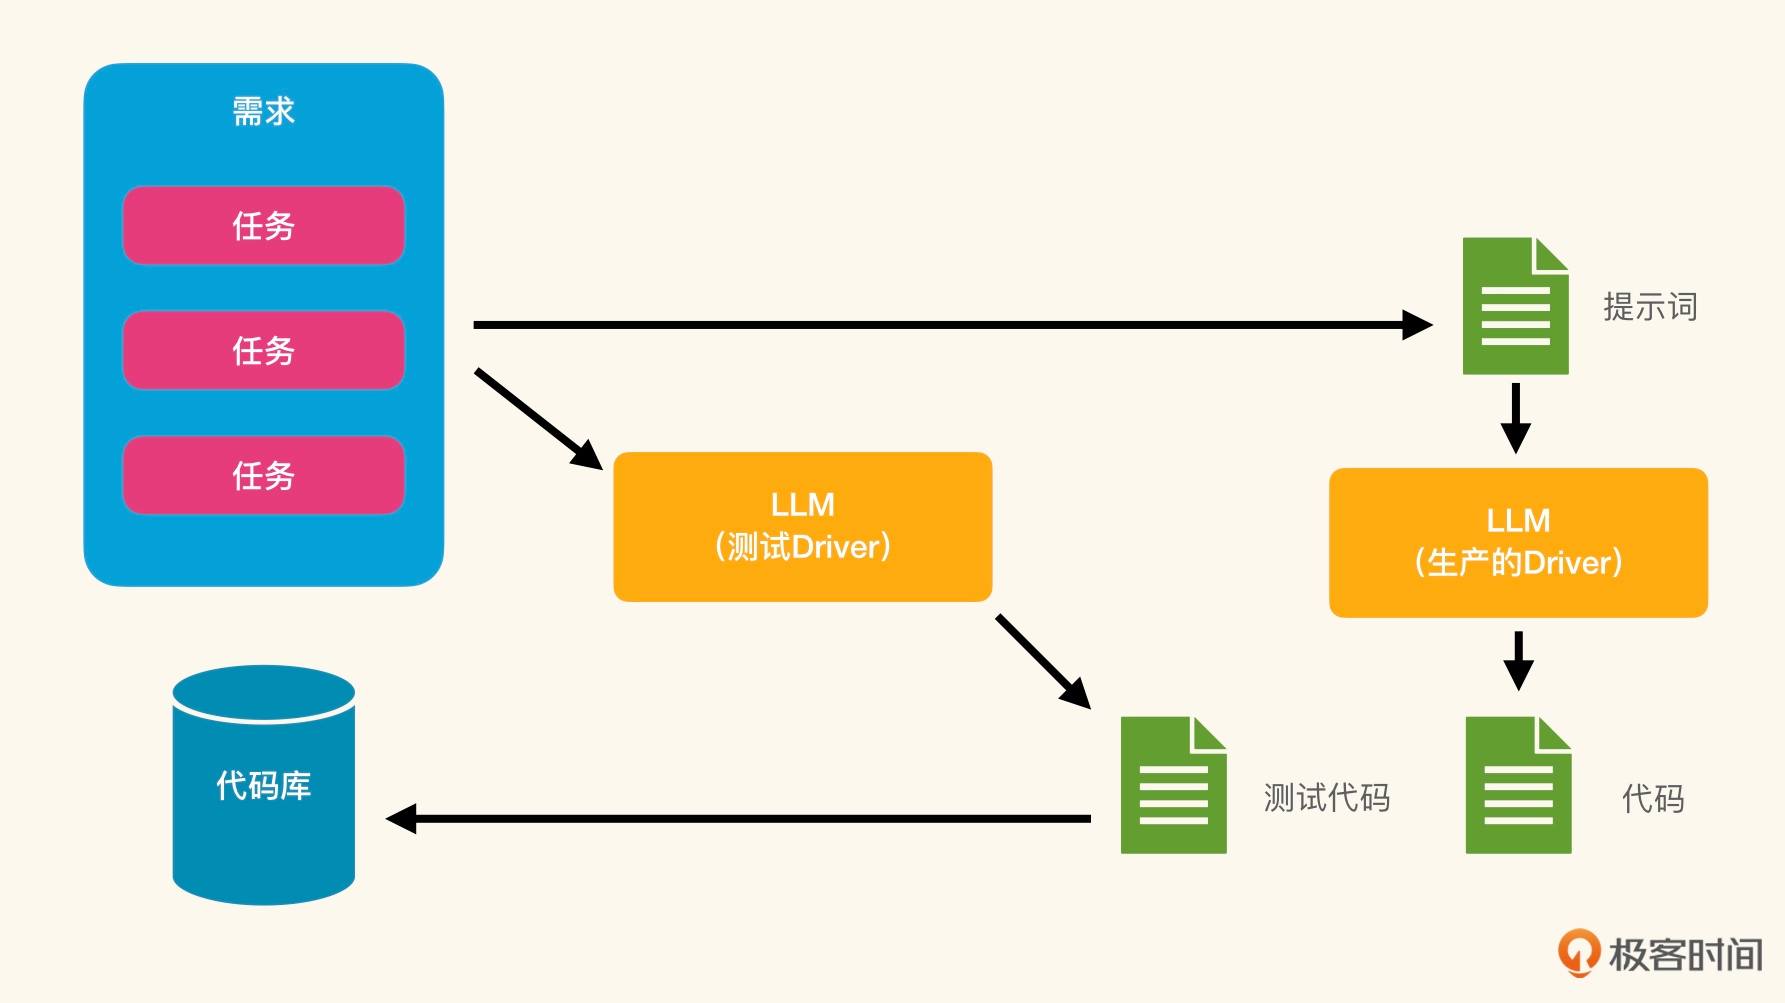 需求
任务
任务
任务
提示词
LLM
（测试Driver）
LLM
（生产的Driver）
代码库
测试代码
代码
极客时间